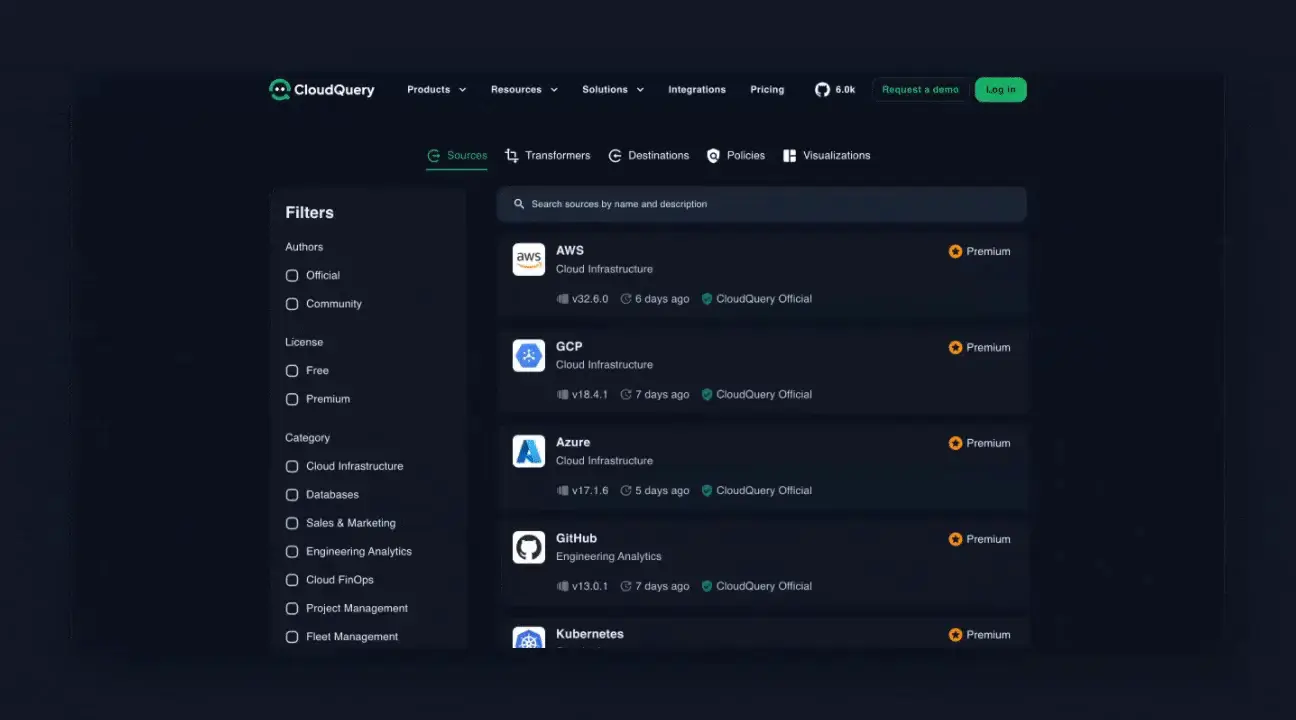 CloudQuery Products Resources Solutions Integrations Pricing 6.0k Request a demo Log in
Sources Transformers Destinations Policies Visualizations
Filters
Authors
Official
Community
License
Free
Premium
Category
Cloud Infrastructure
Databases
Sales & Marketing
Engineering Analytics
Cloud FinOps
Project Management
Fleet Management
Search sources by name and description
aws
AWS
Premium
Cloud Infrastructure
v32.6.0 6 days ago CloudQuery Official
GCP
Premium
Cloud Infrastructure
v18.4.1 7 days ago CloudQuery Official
Azure
Premium
Cloud Infrastructure
v17.1.6 5 days ago CloudQuery Official
GitHub
Premium
Engineering Analytics
v13.0.1 7 days ago CloudQuery Official
Kubernetes
Premium